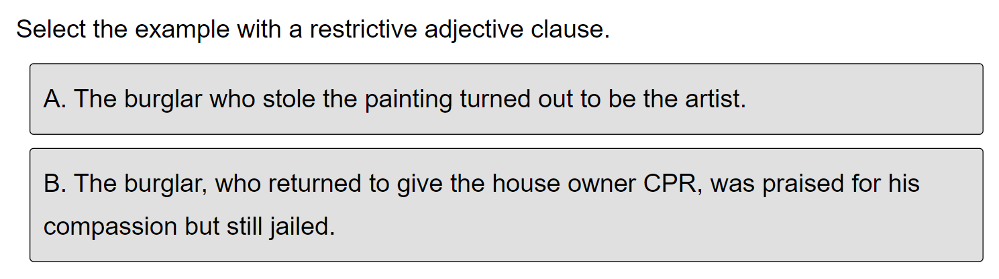 Select the example with a restrictive adjective clause.
A. The burglar who stole the painting turned out to be the artist.
B. The burglar, who returned to give the house owner CPR, was praised for his
compassion but still jailed.